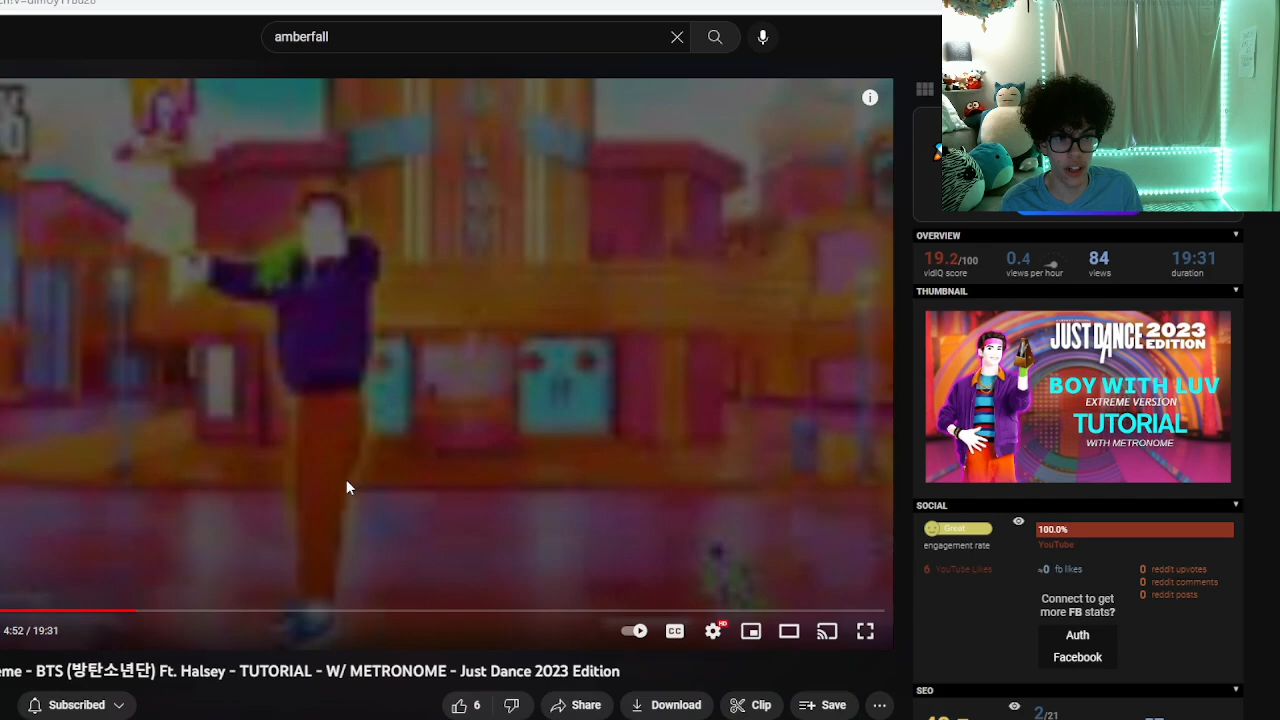 amberfall
OVERVIEW
19.2/100
0.4
84
19:31
vidIQ score
views per hour
views
duration
THUMBNAIL
JUST DANCE 2023
EDITION
BOY WITH LUV
EXTREME VERSION
TUTORIAL
WITH METRONOME
SOCIAL
Great
100.0%
engagement rate
YouTube
6 YouTube Likes
≈0 fb likes
0 reddit upvotes
0 reddit comments
0 reddit posts
Connect to get
more FB stats?
Auth
Facebook
4:52 / 19:31
CC
HD
eme - BTS (방탄소년단) Ft. Halsey - TUTORIAL - W/ METRONOME - Just Dance 2023 Edition
Subscribed
6
Share
Download
Clip
Save
SEO
2/21